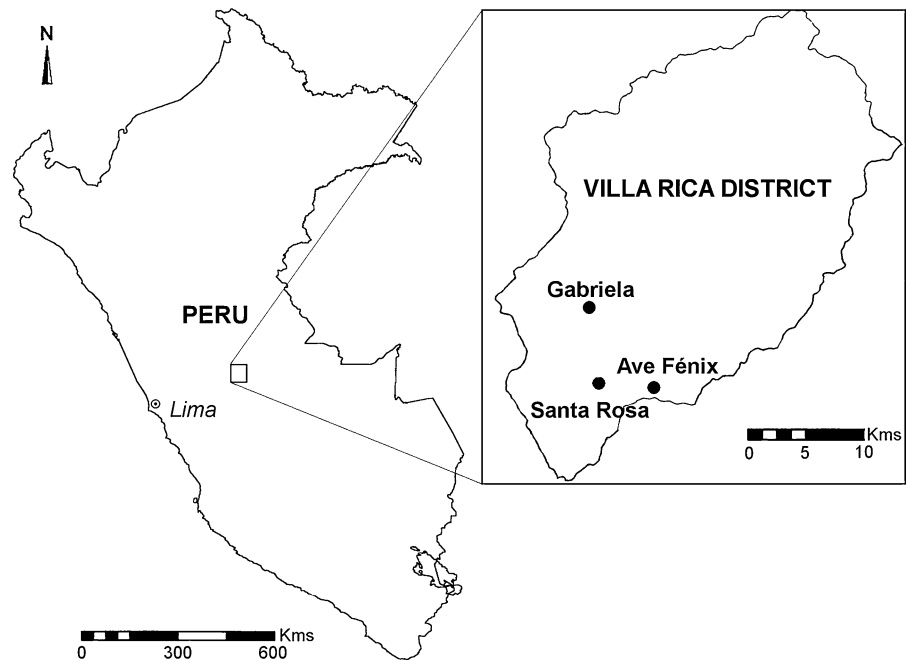 N
VILLA RICA DISTRICT
Gabriela
PERU
Ave Fénix
Lima
Santa Rosa
Kms
0 5 10
Kms
0 300 600